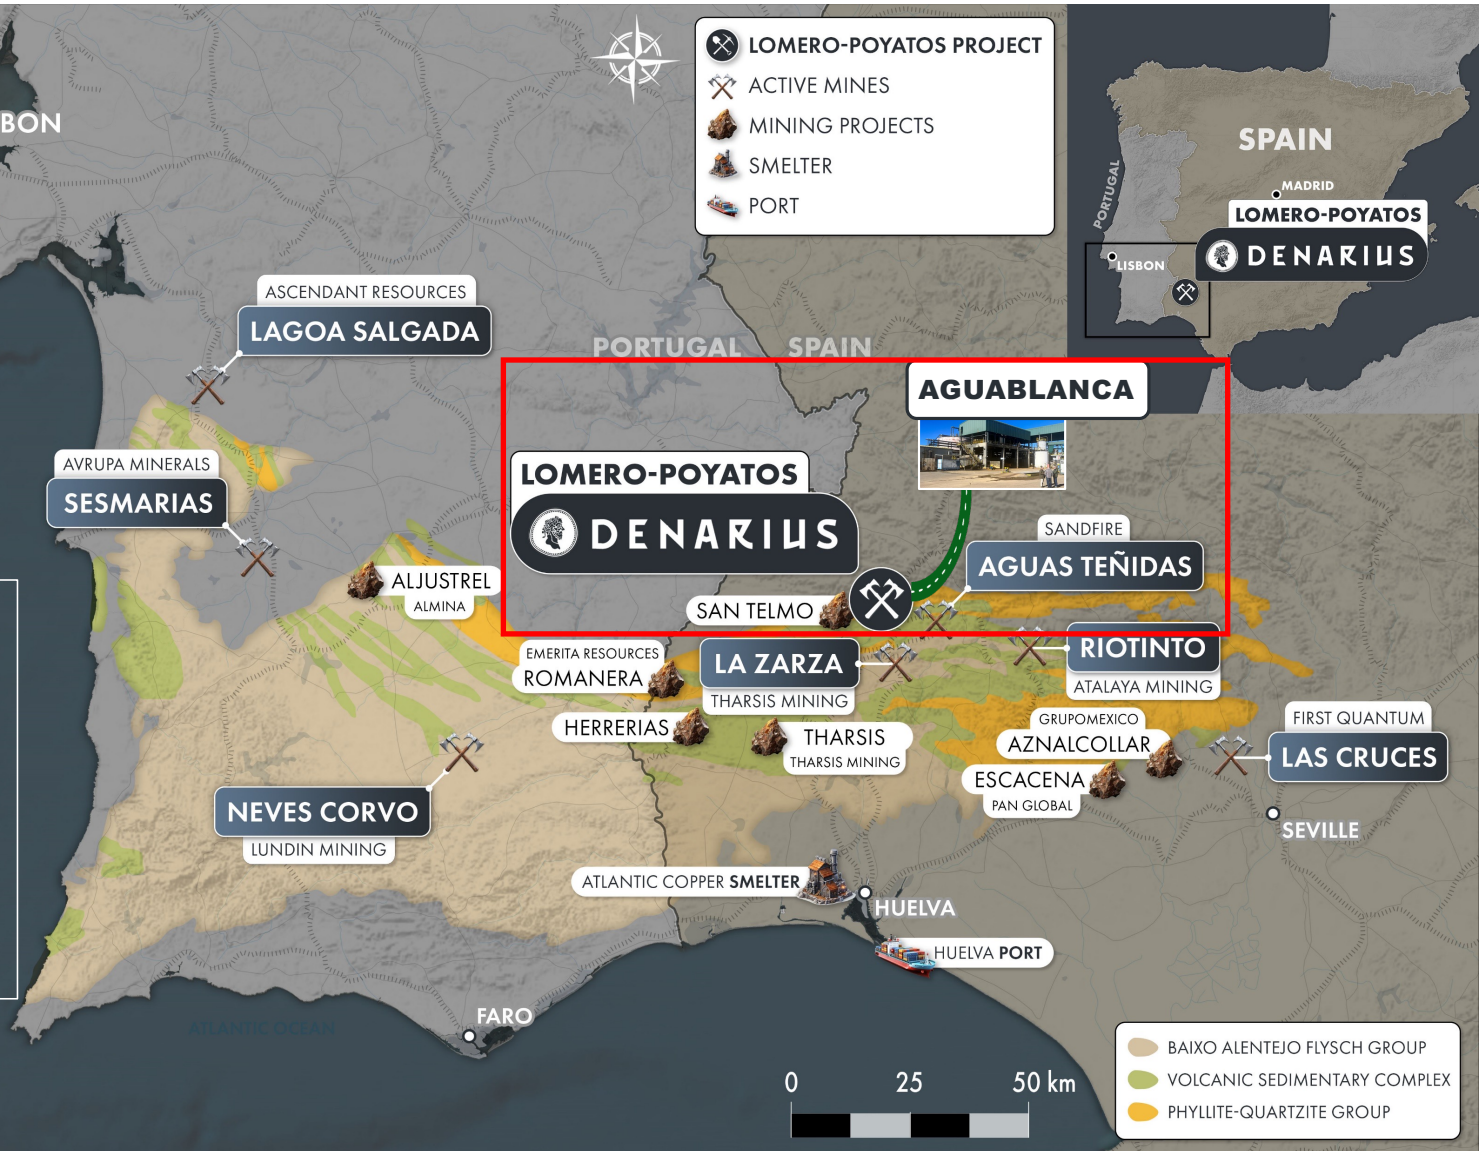 BON
LOMERO-POYATOS PROJECT
ACTIVE MINES
MINING PROJECTS
SMELTER
PORT
SPAIN
PORTUGAL
MADRID
LOMERO-POYATOS
DENARIUS
LISBON
ASCENDANT RESOURCES
LAGOA SALGADA
PORTUGAL
SPAIN
AGUABLANCA
AVRUPA MINERALS
SESMARIAS
LOMERO-POYATOS
DENARIUS
SANDFIRE
AGUAS TEÑIDAS
ALJUSTREL
ALMINA
SAN TELMO
EMERITA RESOURCES
ROMANERA
LA ZARZA
THARSIS MINING
RIOTINTO
ATALAYA MINING
HERRERIAS
THARSIS
THARSIS MINING
GRUPOMEXICO
AZNALCOLLAR
ESCACENA
PAN GLOBAL
FIRST QUANTUM
LAS CRUCES
NEVES CORVO
LUNDIN MINING
SEVILLE
ATLANTIC COPPER SMELTER
HUELVA
HUELVA PORT
FARO
ATLANTIC OCEAN
0 25 50 km
BAIXO ALENTEJO FLYSCH GROUP
VOLCANIC SEDIMENTARY COMPLEX
PHYLLITE-QUARTZITE GROUP